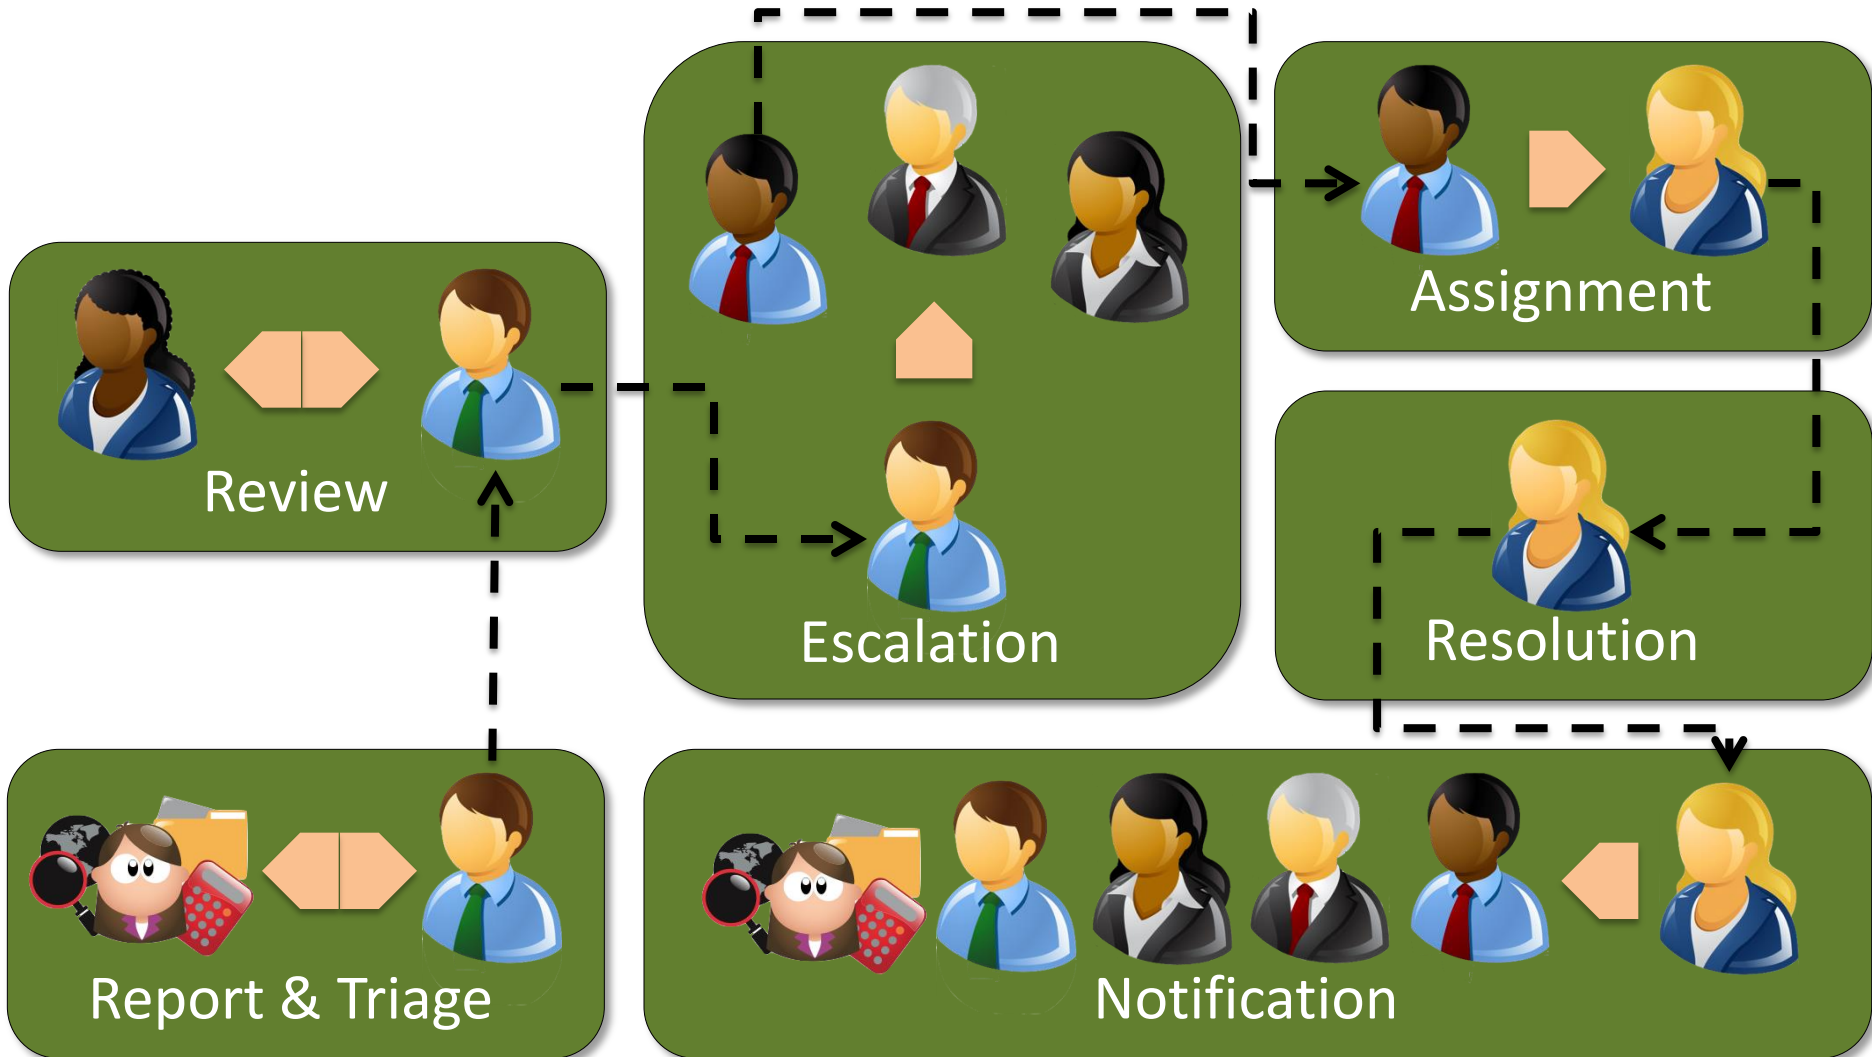 Assignment
Review
Escalation
Resolution
Report & Triage
Notification